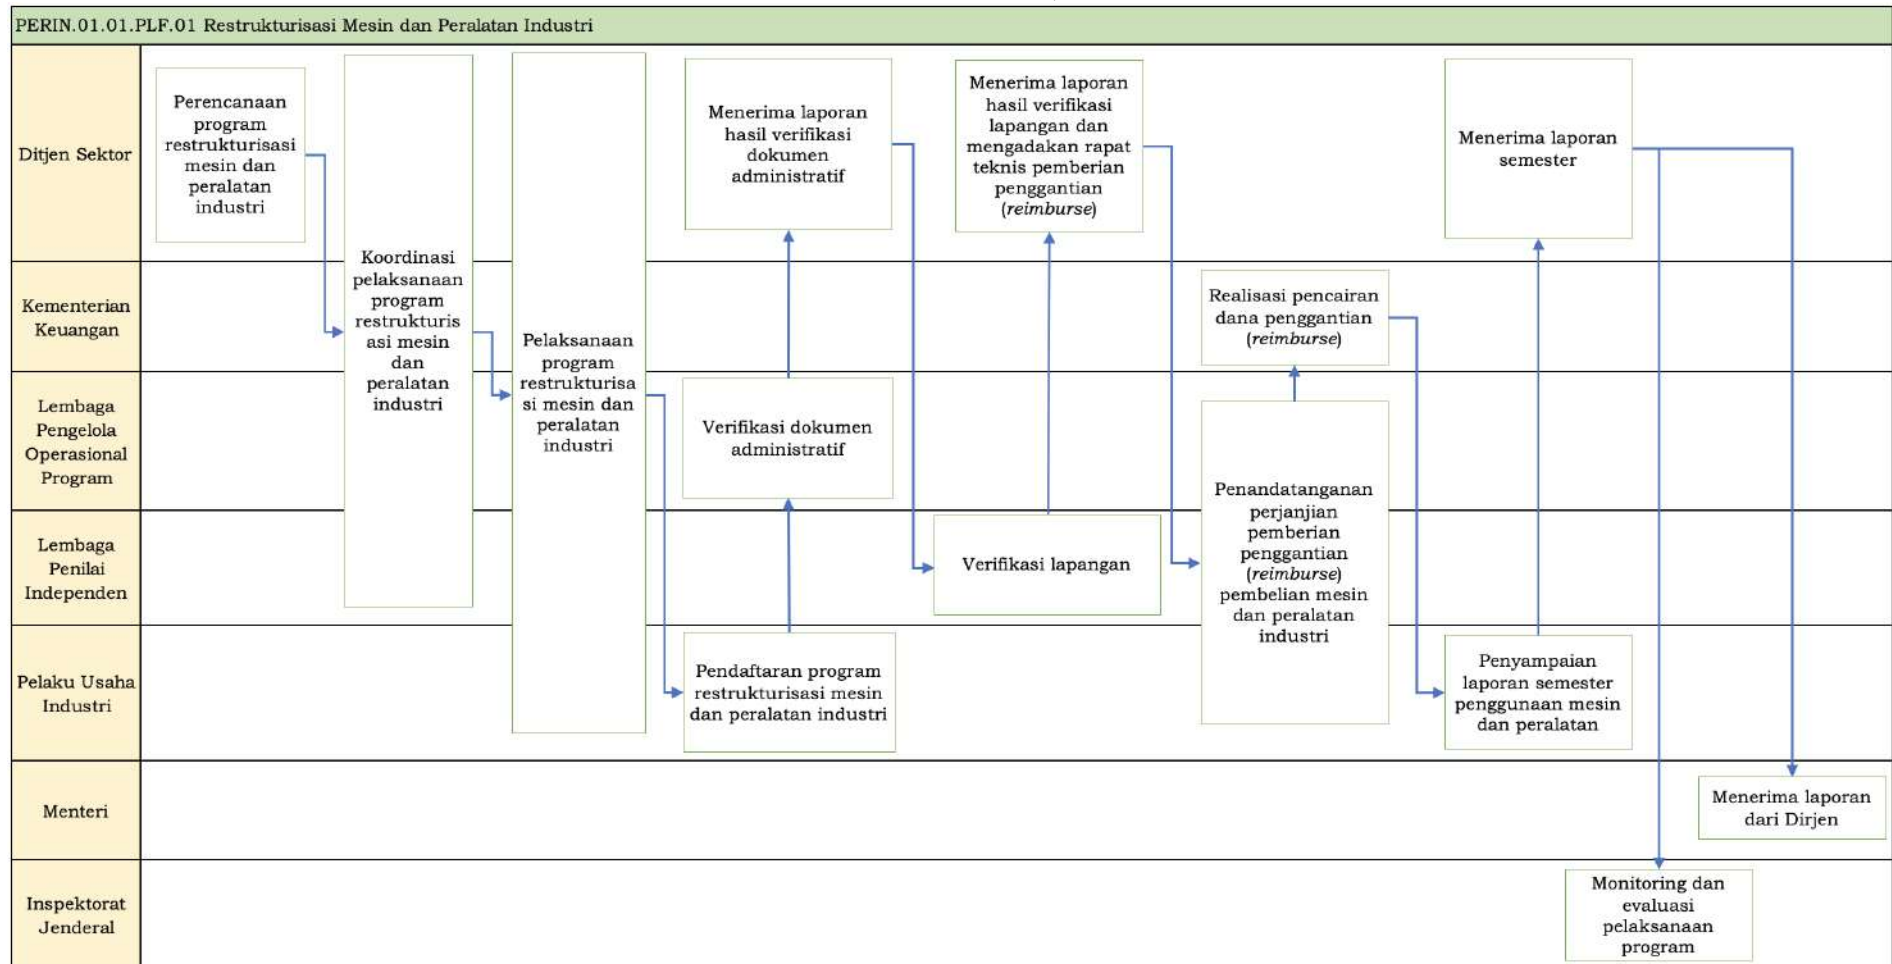 PERIN.01.01.PLF.01 Restrukturisasi Mesin dan Peralatan Industri
Ditjen Sektor
Perencanaan
program
restrukturisasi
mesin dan
peralatan
industri
Koordinasi
pelaksanaan
program
restrukturis
asi mesin
dan
peralatan
industri
Pelaksanaan
program
restrukturisa
si mesin dan
peralatan
industri
Menerima laporan
hasil verifikasi
dokumen
administratif
Menerima laporan
hasil verifikasi
lapangan dan
mengadakan rapat
teknis pemberian
penggantian
(reimburse)
Menerima laporan
semester
Kementerian
Keuangan
Realisasi pencairan
dana penggantian
(reimburse)
Lembaga
Pengelola
Operasional
Program
Verifikasi dokumen
administratif
Penandatanganan
perjanjian
pemberian
penggantian
(reimburse)
pembelian mesin
dan peralatan
industri
Lembaga
Penilai
Independen
Verifikasi lapangan
Pelaku Usaha
Industri
Pendaftaran program
restrukturisasi mesin
dan peralatan industri
Penyampaian
laporan semester
penggunaan mesin
dan peralatan
Menteri
Menerima laporan
dari Dirjen
Inspektorat
Jenderal
Monitoring dan
evaluasi
pelaksanaan
program